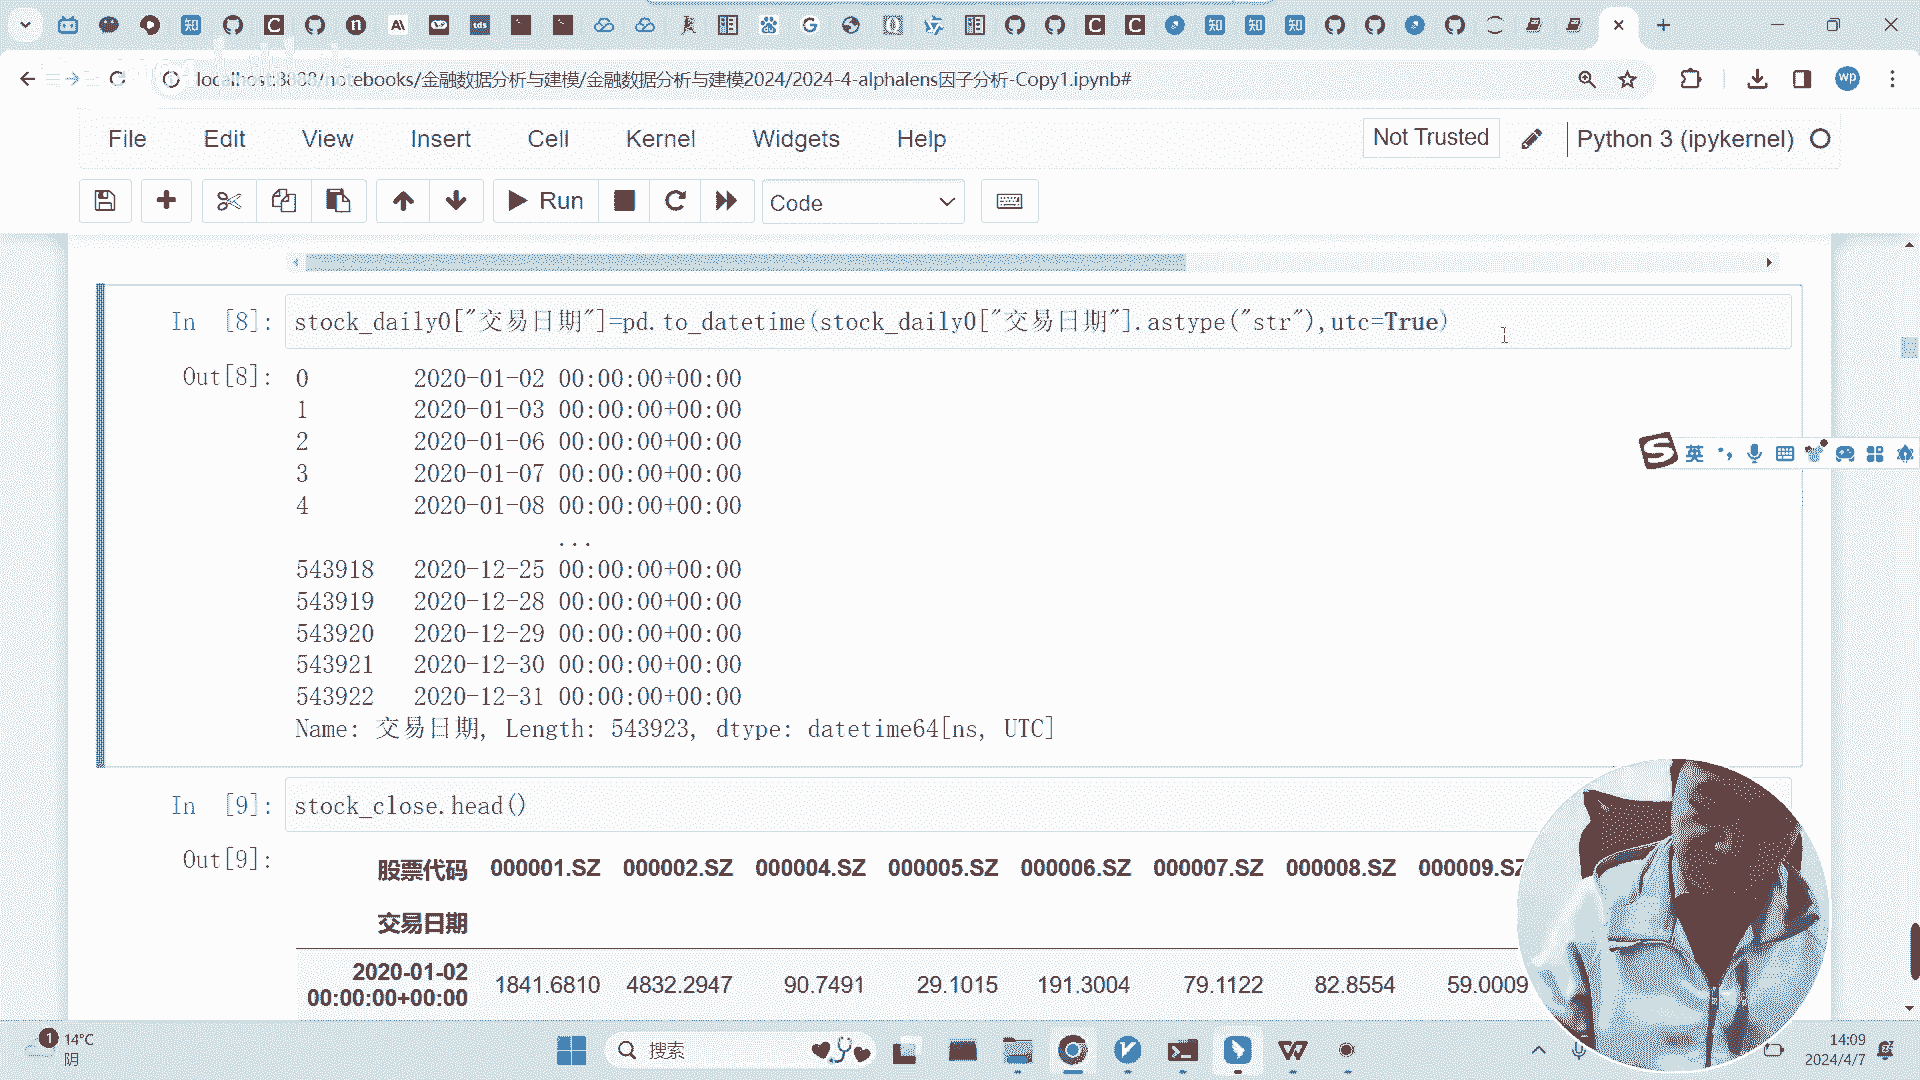 localhost:8888/notebooks/金融数据分析与建模/金融数据分析与建模2024/2024-4-alphalens因子分析-Copy1.ipynb#
wp
File Edit View Insert Cell Kernel Widgets Help
Not Trusted
Python 3 (ipykernel)
Run
Code
In [8]: stock_daily0["交易日期"]=pd.to_datetime(stock_daily0["交易日期"].astype("str"),utc=True)
Out[8]: 0 2020-01-02 00:00:00+00:00
1 2020-01-03 00:00:00+00:00
2 2020-01-06 00:00:00+00:00
3 2020-01-07 00:00:00+00:00
4 2020-01-08 00:00:00+00:00
...
543918 2020-12-25 00:00:00+00:00
543919 2020-12-28 00:00:00+00:00
543920 2020-12-29 00:00:00+00:00
543921 2020-12-30 00:00:00+00:00
543922 2020-12-31 00:00:00+00:00
Name: 交易日期, Length: 543923, dtype: datetime64[ns, UTC]
英
In [9]: stock_close.head()
Out[9]:
股票代码 000001.SZ 000002.SZ 000004.SZ 000005.SZ 000006.SZ 000007.SZ 000008.SZ 000009.SZ
交易日期
2020-01-02
00:00:00+00:00 1841.6810 4832.2947 90.7491 29.1015 191.3004 79.1122 82.8554 59.0009
1
14°C
阴
搜索
14:09
2024/4/7